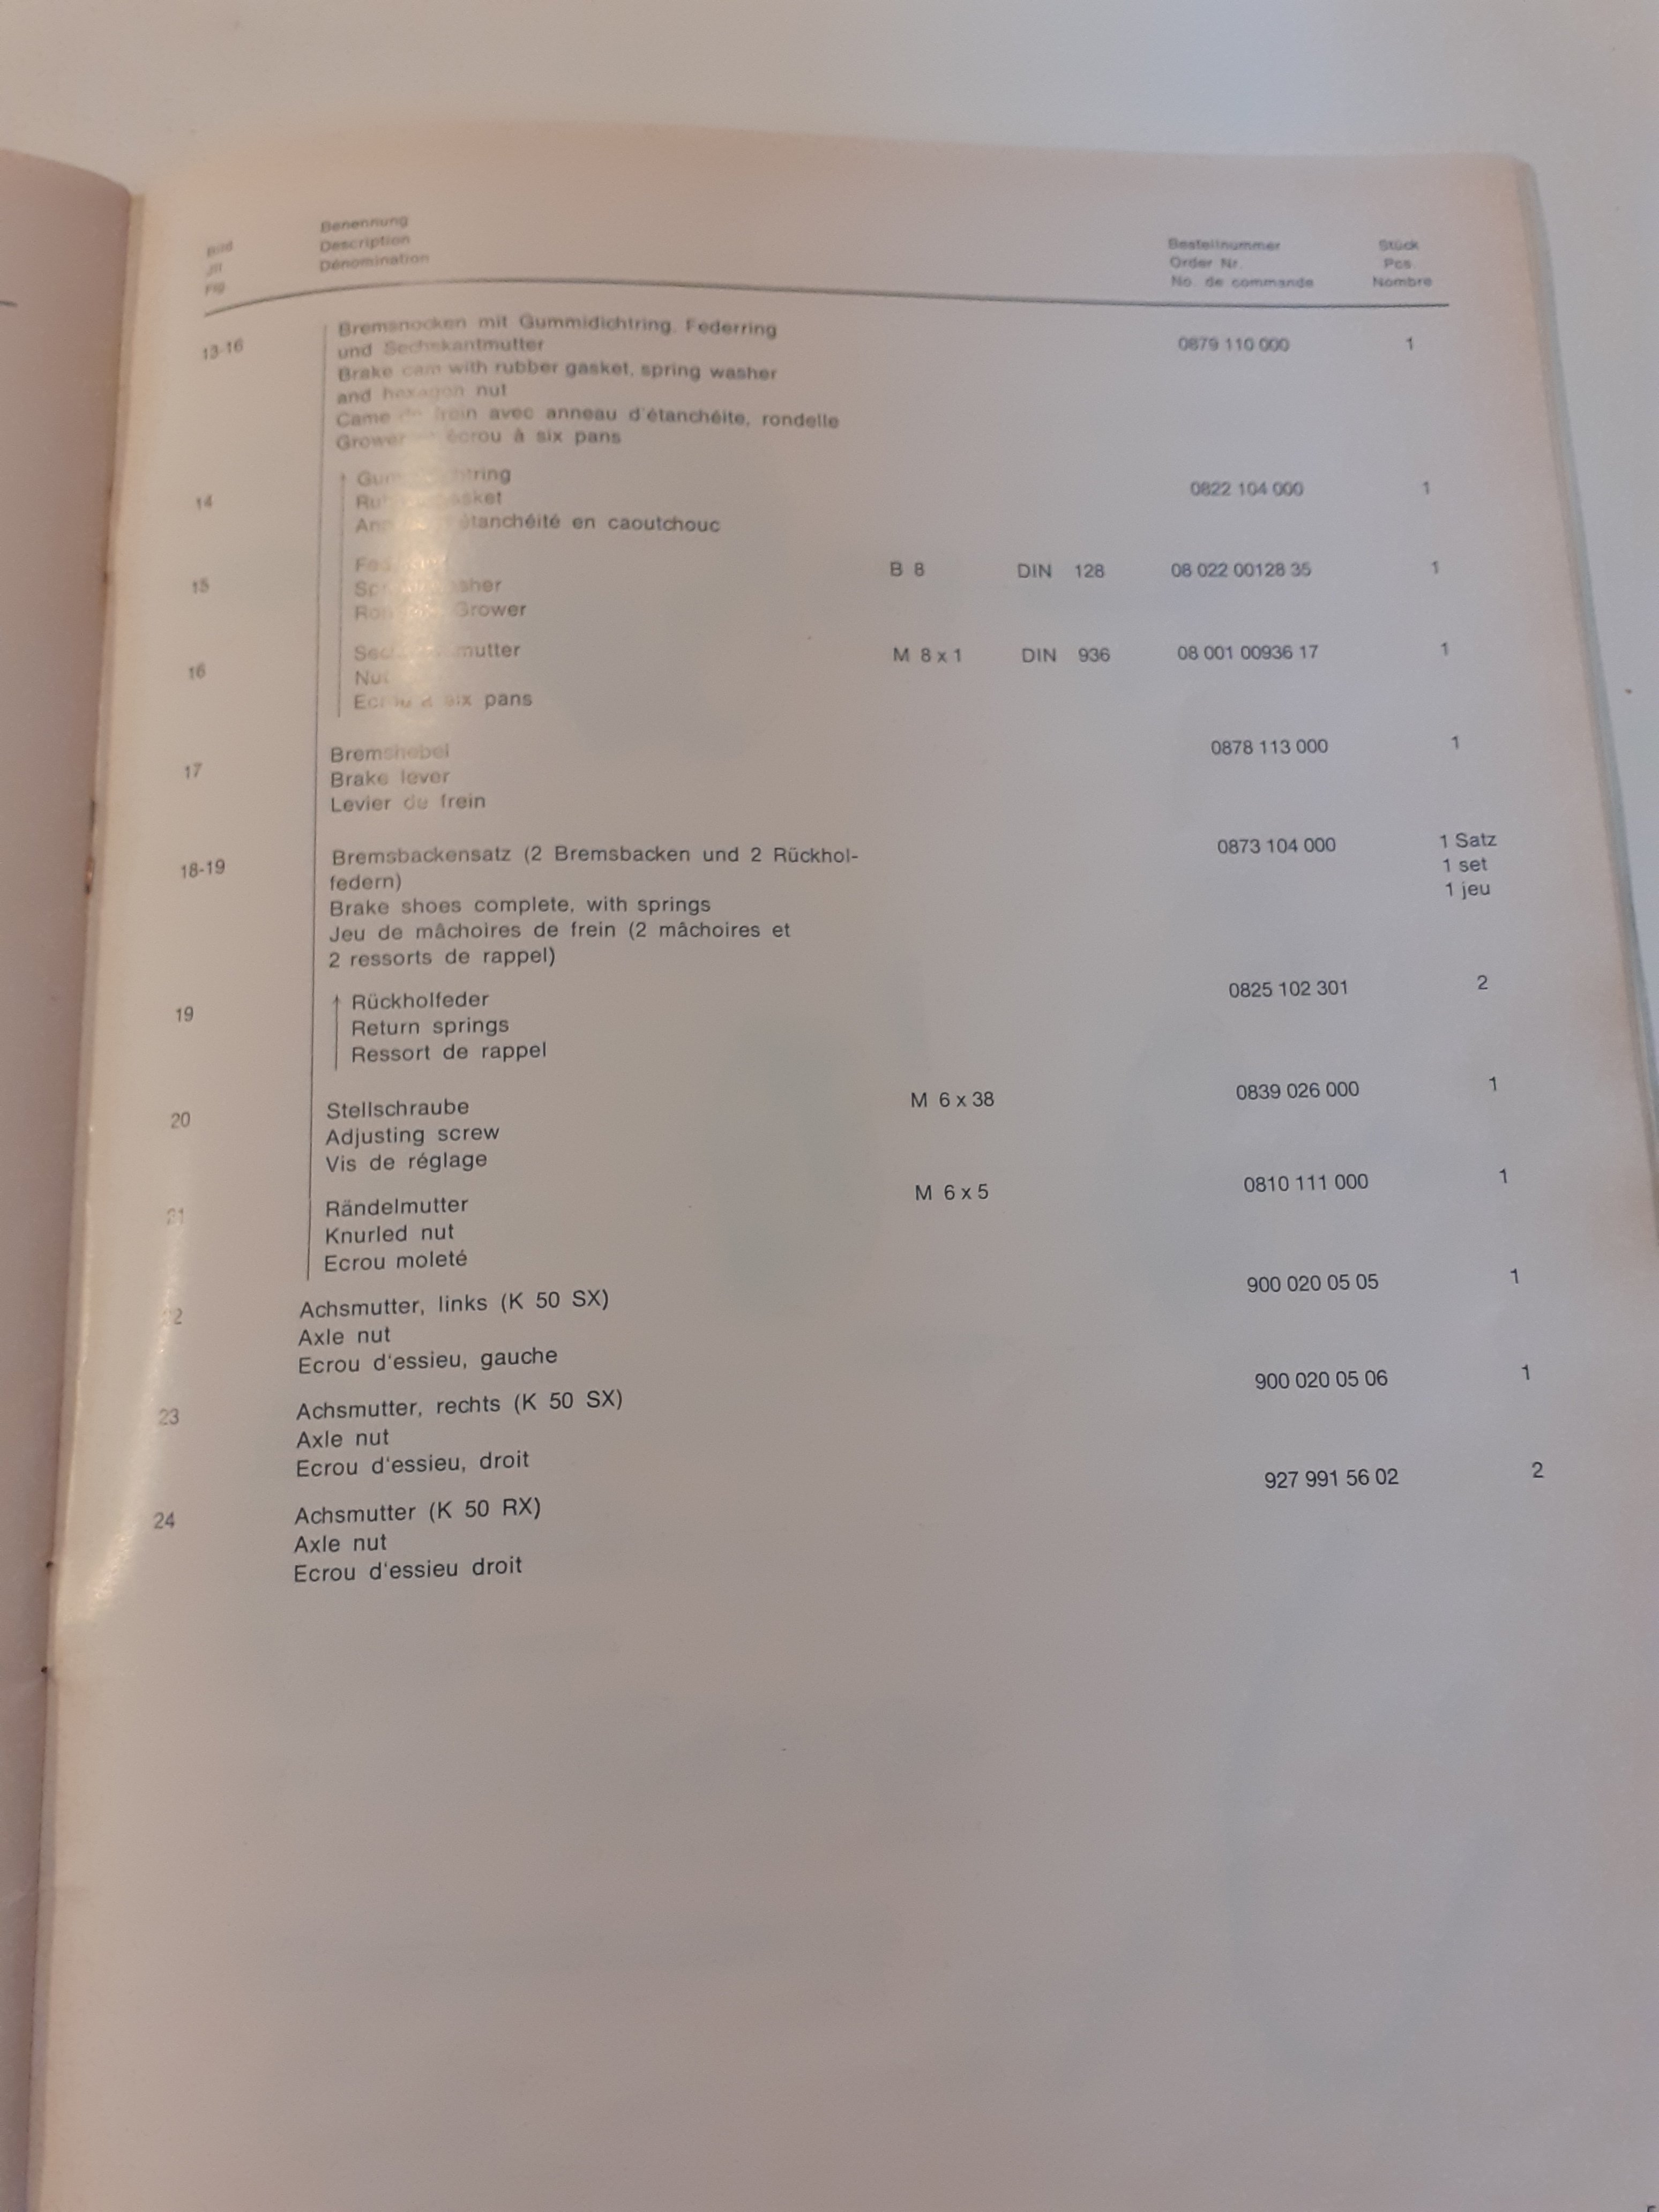 Bild
Jll
Fig
Benennung
Description
Dénomination
Bestellnummer
Order Nr.
No. de commande
Stück
Pcs
Nombre
13-16 Bremsnocken mit Gummidichtring, Federring 0879 110 000 1
und Sechskantmutter
Brake cam with rubber gasket, spring washer
and hexagon nut
Came de frein avec anneau d'étanchéite, rondelle
Grower écrou à six pans
14 0822 104 000 1
étanchéité en caoutchouc
15 B 8 DIN 128 08 022 00128 35 1
Grower
16 M 8 x 1 DIN 936 08 001 00936 17 1
Nut
Ecrou à six pans
17 Bremshebel 0878 113 000 1
Brake lever
Levier de frein
18-19 Bremsbackensatz (2 Bremsbacken und 2 Rückhol- 0873 104 000 1 Satz
federn) 1 set
Brake shoes complete, with springs 1 jeu
Jeu de mâchoires de frein (2 mâchoires et
2 ressorts de rappel)
19 ↑ Rückholfeder 0825 102 301 2
Return springs
Ressort de rappel
20 Stellschraube M 6 x 38 0839 026 000 1
Adjusting screw
Vis de réglage
21 Rändelmutter M 6 x 5 0810 111 000 1
Knurled nut
Ecrou moleté
22 Achsmutter, links (K 50 SX) 900 020 05 05 1
Axle nut
Ecrou d'essieu, gauche
23 Achsmutter, rechts (K 50 SX) 900 020 05 06 1
Axle nut
Ecrou d'essieu, droit
24 Achsmutter (K 50 RX) 927 991 56 02 2
Axle nut
Ecrou d'essieu droit